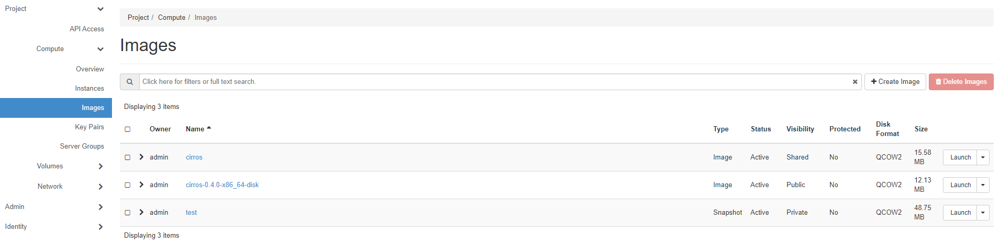 Project
API Access
Compute
Overview
Instances
Images
Key Pairs
Server Groups
Volumes
Network
Admin
Identity
Project / Compute / Images
Images
Click here for filters or full text search.
Create Image
Delete Images
Displaying 3 items
Owner Name Type Status Visibility Protected Disk Format Size
admin cirros Image Active Shared No QCOW2 15.58 MB Launch
admin cirros-0.4.0-x86_64-disk Image Active Public No QCOW2 12.13 MB Launch
admin test Snapshot Active Private No QCOW2 48.75 MB Launch
Displaying 3 items